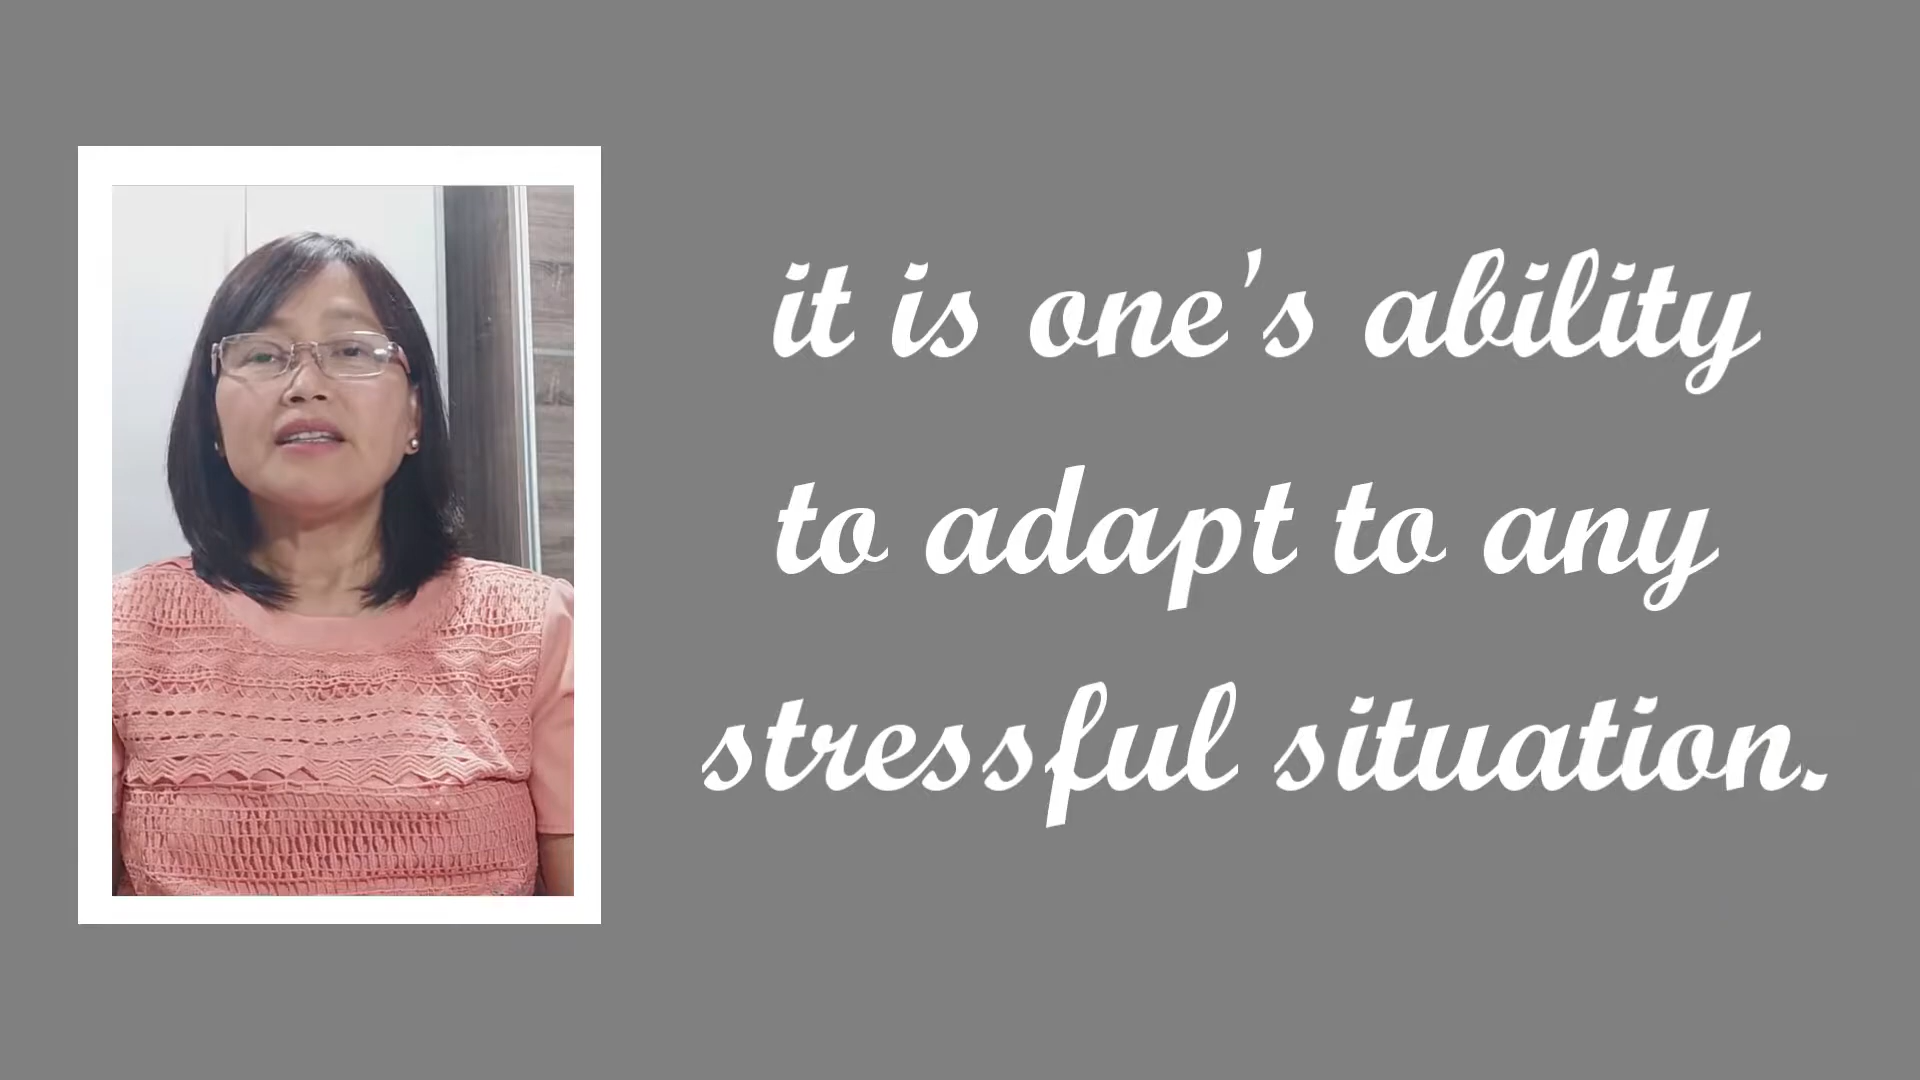 it is one's ability
to adapt to any
stressful situation.